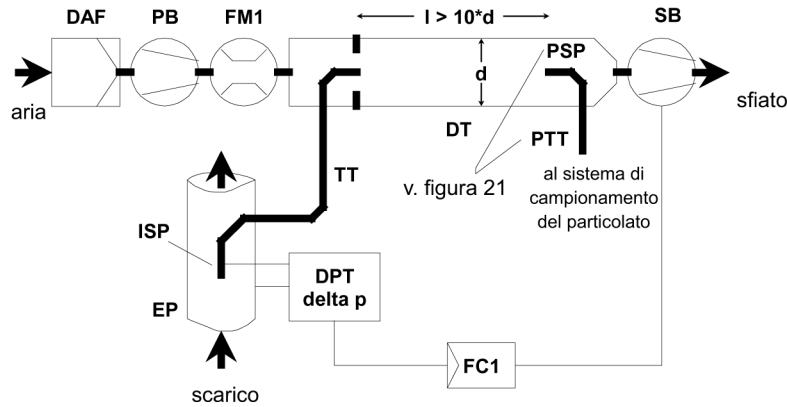 DAF
PB
FM1
l > 10*d
SB
d
PSP
aria
sfiato
DT
PTT
TT
v. figura 21
al sistema di
campionamento
del particolato
ISP
DPT
delta p
EP
FC1
scarico